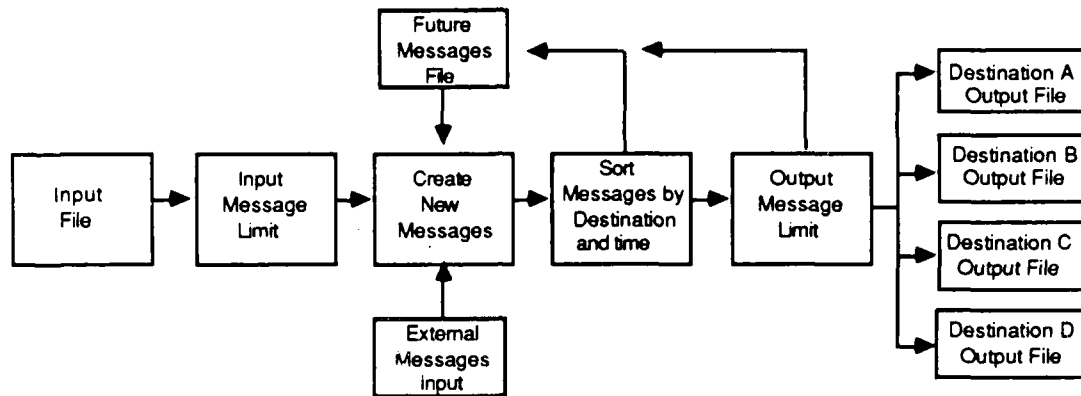 Future
Messages
File
Input
File
Input
Message
Limit
Create
New
Messages
Sort
Messages by
Destination
and time
Output
Message
Limit
Destination A
Output File
Destination B
Output File
Destination C
Output File
Destination D
Output File
External
Messages
Input